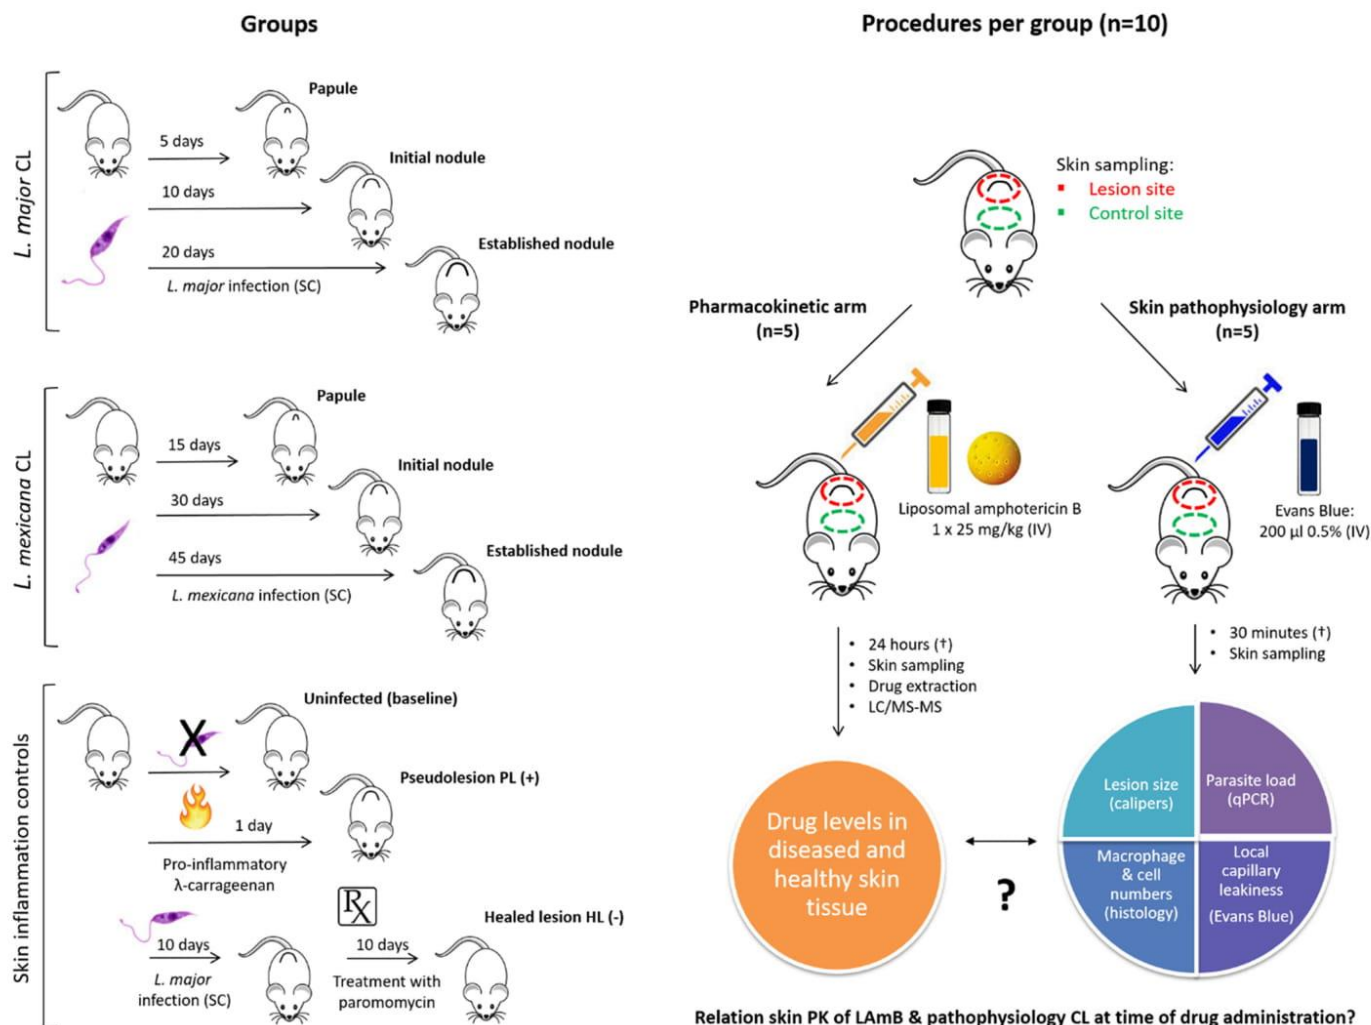 Groups
L. major CL
Papule
5 days
Initial nodule
10 days
Established nodule
20 days
L. major infection (SC)
L. mexicana CL
Papule
15 days
Initial nodule
30 days
Established nodule
45 days
L. mexicana infection (SC)
Skin inflammation controls
Uninfected (baseline)
X
Pseudolesion PL (+)
1 day
Pro-inflammatory
λ-carrageenan
Rx
Healed lesion HL (-)
10 days
L. major
infection (SC)
10 days
Treatment with
paromomycin
Procedures per group (n=10)
Skin sampling:
Lesion site
Control site
Pharmacokinetic arm
(n=5)
Skin pathophysiology arm
(n=5)
Liposomal amphotericin B
1 x 25 mg/kg (IV)
Evans Blue:
200 µl 0.5% (IV)
• 24 hours (†)
• Skin sampling
• Drug extraction
• LC/MS-MS
• 30 minutes (†)
• Skin sampling
Drug levels in
diseased and
healthy skin
tissue
?
Lesion size
(calipers)
Parasite load
(qPCR)
Macrophage
& cell
numbers
(histology)
Local
capillary
leakiness
(Evans Blue)
Relation skin PK of LAmB & pathophysiology CL at time of drug administration?